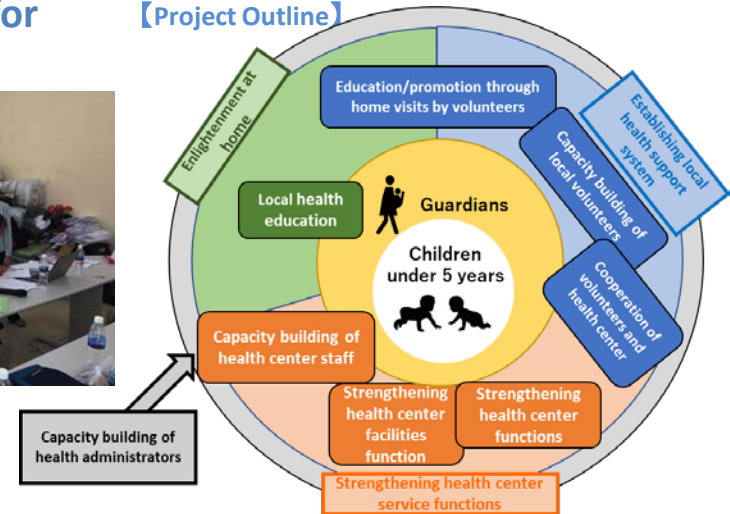 or
【Project Outline】
Enlightenment at
home
Education/promotion through
home visits by volunteers
Establishing local
health support
system
Capacity building of
local volunteers
Local health
education
Guardians
Children
under 5 years
Cooperation of
volunteers and
health center
Capacity building of
health center staff
Strengthening
health center
facilities
function
Strengthening
health center
functions
Capacity building of
health administrators
Strengthening health center
service functions